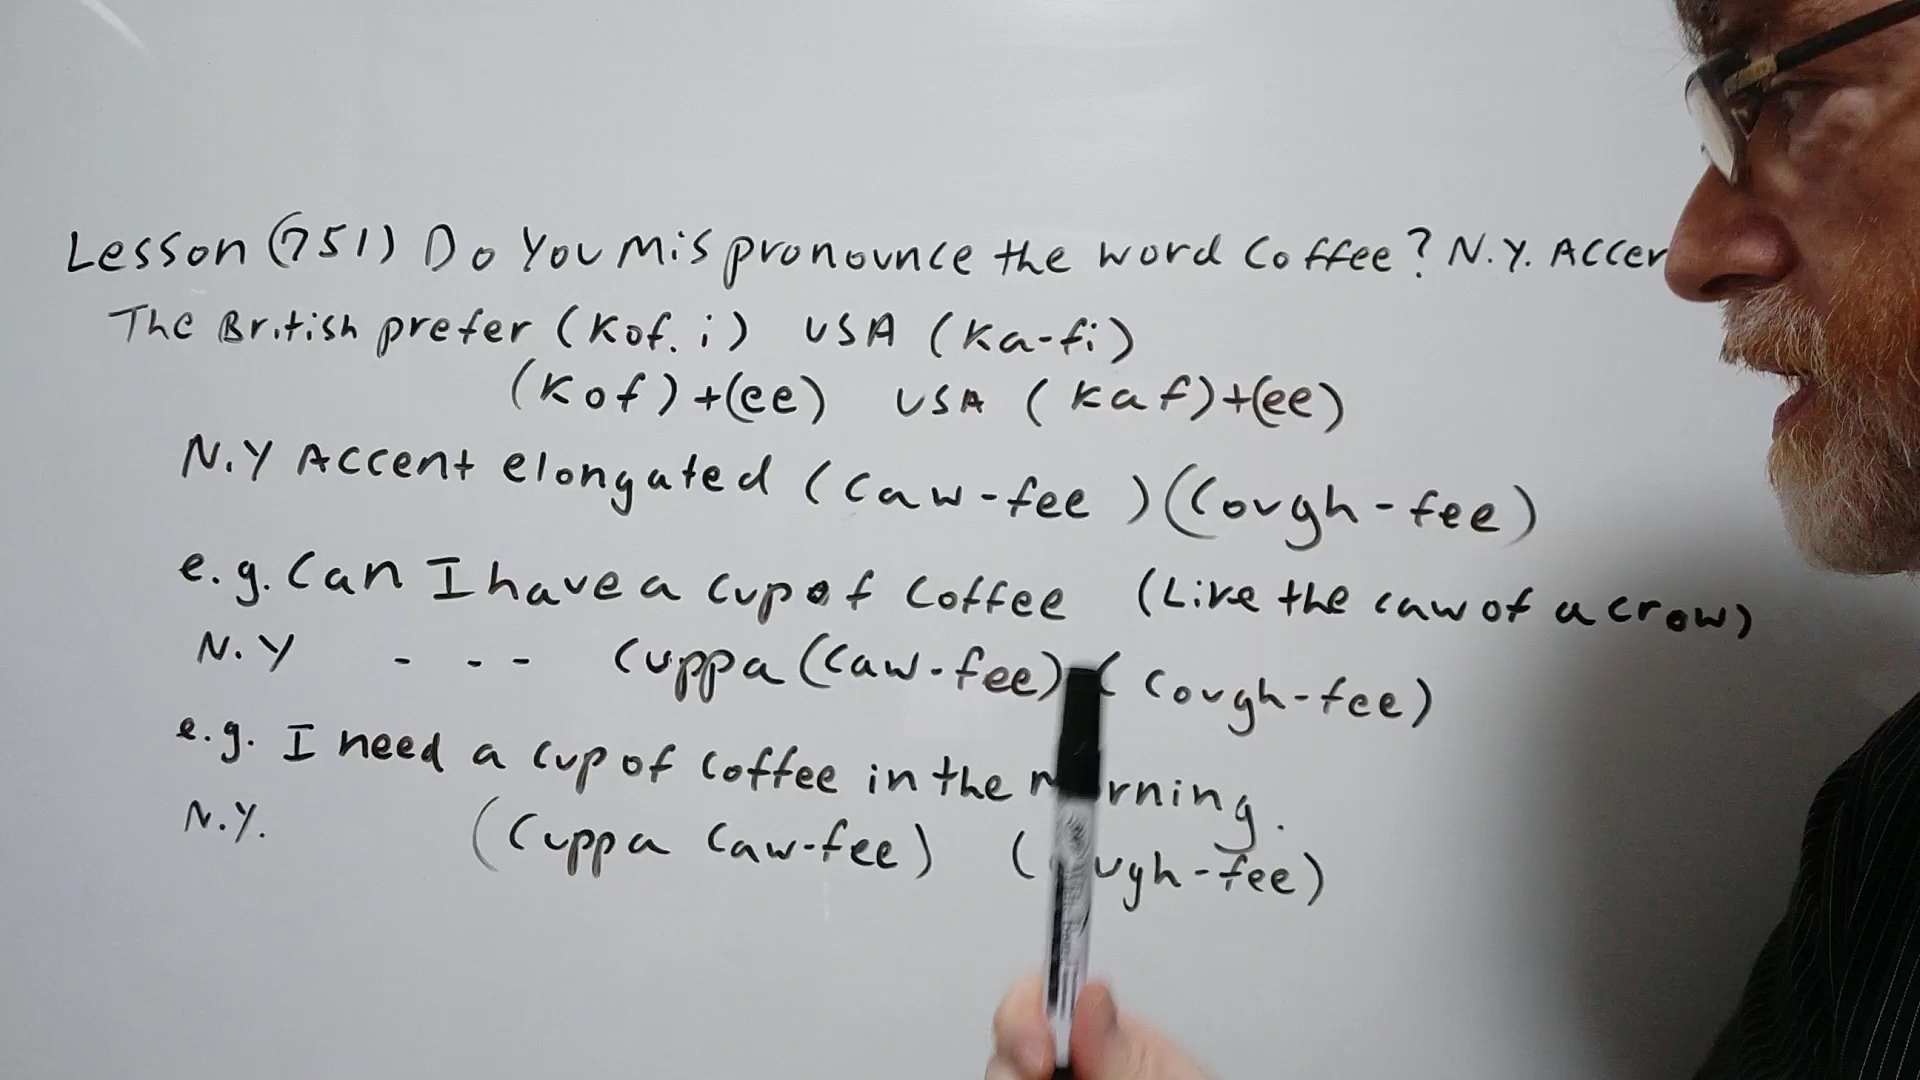 Lesson (751) Do You Mispronounce the word Coffee? N.Y. Accen
The British prefer (Kof.i) USA (Ka-fi)
(Kof)+(ee) USA (Kaf)+(ee)
N.Y Accent elongated (Caw-fee) (Cough-fee)
e.g. Can I have a Cup of Coffee (Like the caw of a crow)
N.Y - - - Cuppa (Caw-fee) (Cough-fee)
e.g. I need a Cup of Coffee in the m rning.
N.Y. (Cuppa Caw-fee) ( ugh-fee)